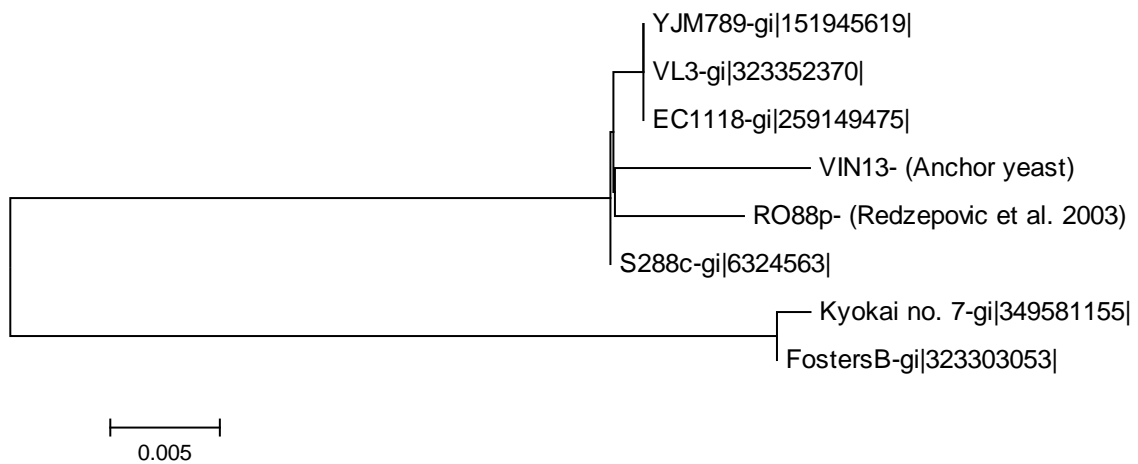 YJM789-gi|151945619|
VL3-gi|323352370|
EC1118-gi|259149475|
VIN13- (Anchor yeast)
RO88p- (Redzepovic et al. 2003)
S288c-gi|6324563|
Kyokai no. 7-gi|349581155|
FostersB-gi|323303053|
0.005